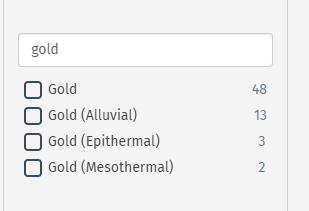 gold
Gold 48
Gold (Alluvial) 13
Gold (Epithermal) 3
Gold (Mesothermal) 2